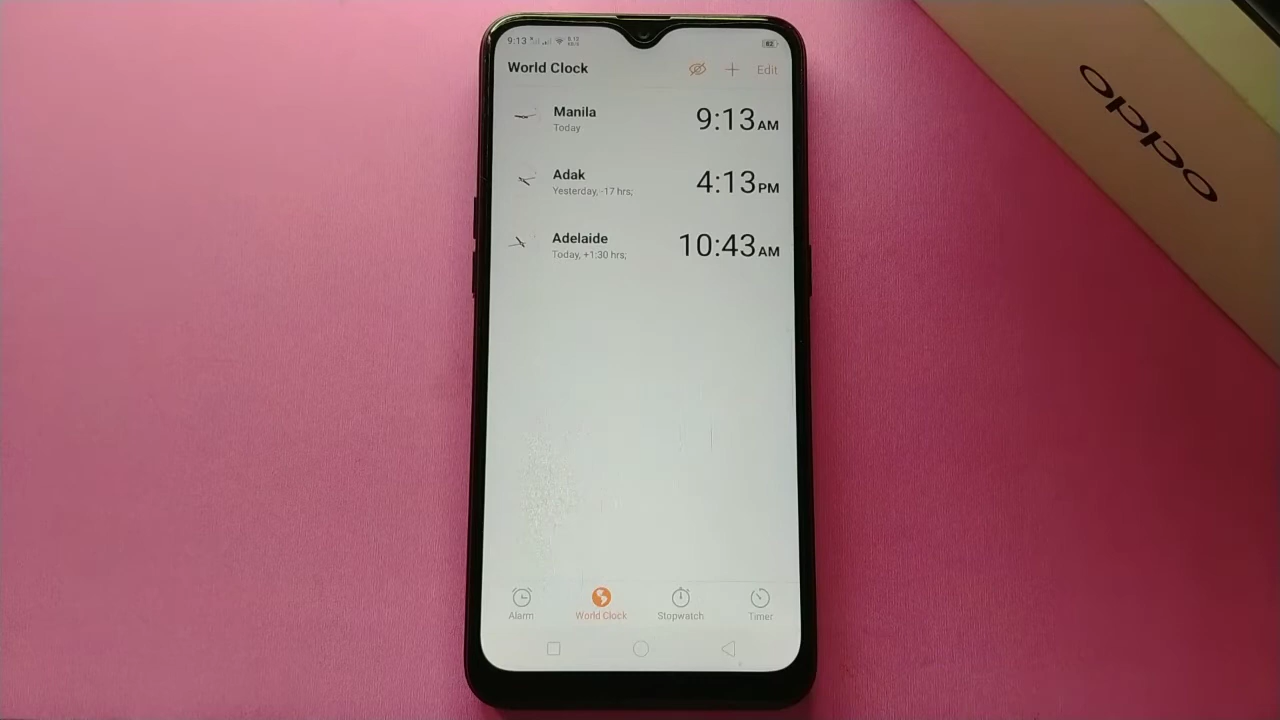 9:13
82
World Clock
Edit
Manila
Today
9:13 AM
Adak
Yesterday, -17 hrs;
4:13 PM
Adelaide
Today, +1:30 hrs;
10:43 AM
Alarm
World Clock
Stopwatch
Timer
oppo